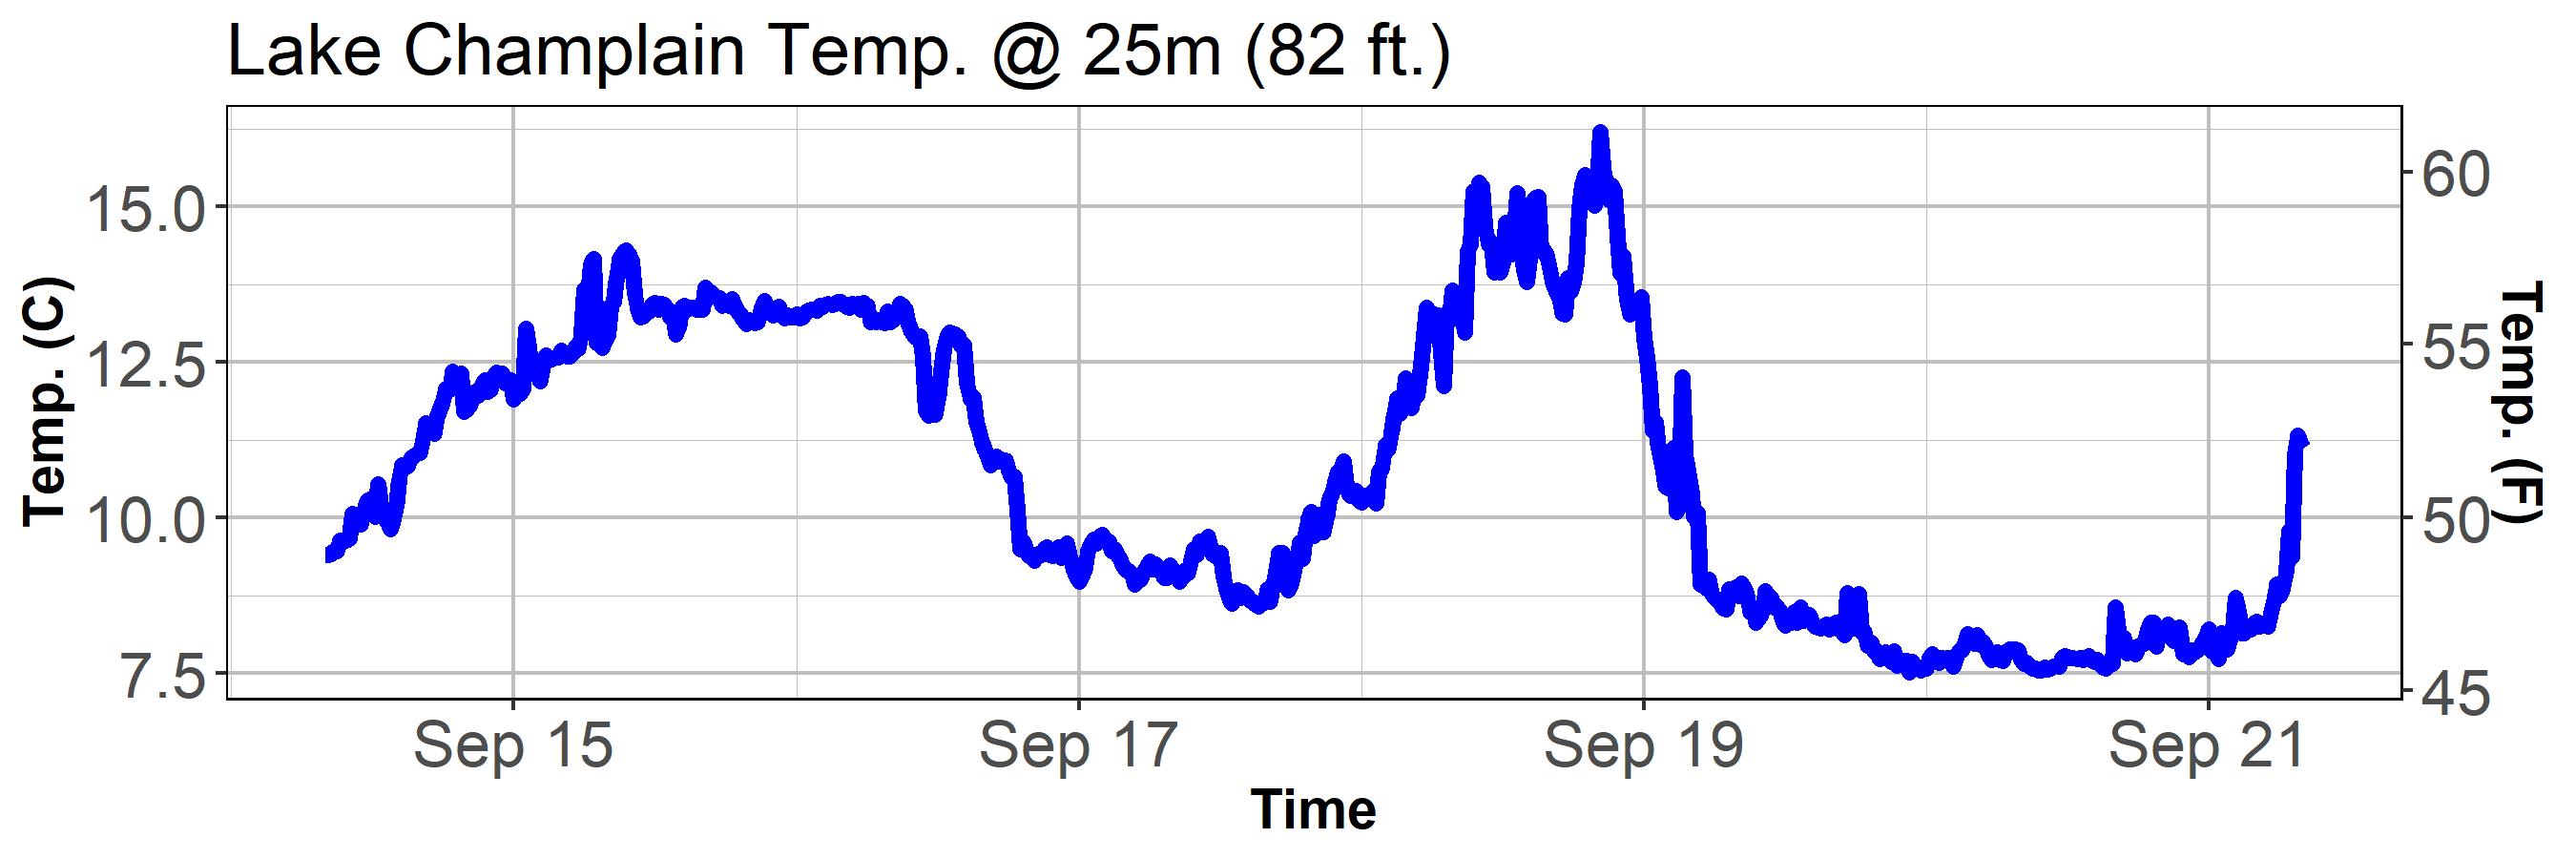 Lake Champlain Temp. @ 25m (82 ft.)
Temp. (C)
15.0
12.5
10.0
7.5
60
55
50
45
Temp. (F)
Sep 15
Sep 17
Sep 19
Sep 21
Time